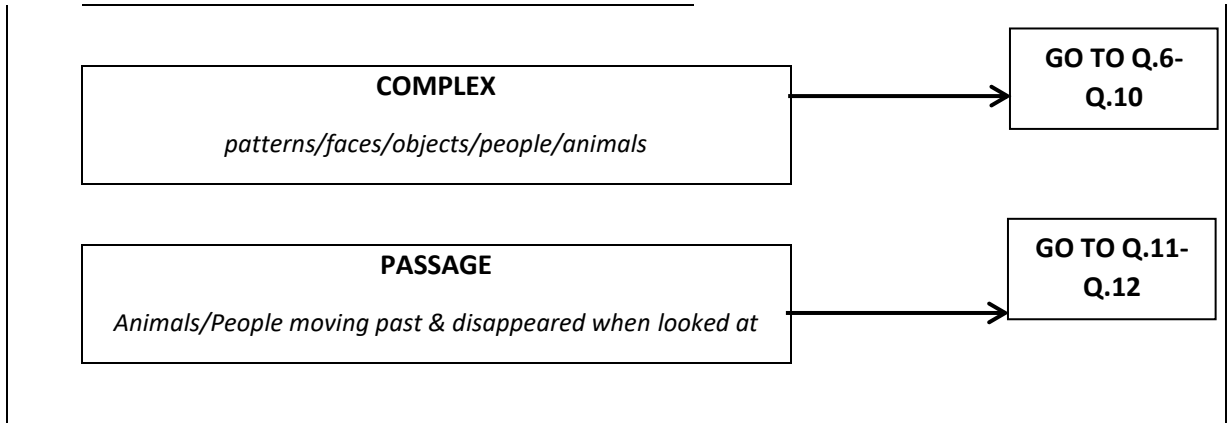 COMPLEX
patterns/faces/objects/people/animals
GO TO Q.6-
Q.10
PASSAGE
Animals/People moving past & disappeared when looked at
GO TO Q.11-
Q.12